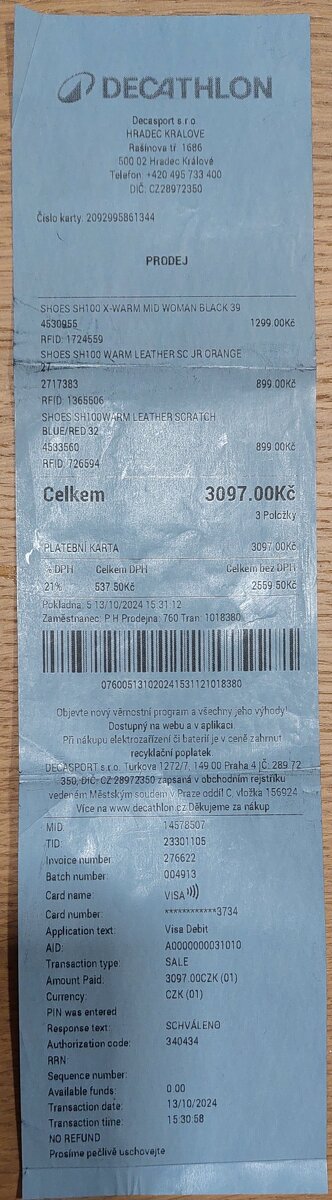 DECATHLON
Decasport s.r.o.
HRADEC KRALOVE
Rašínova tř. 1686
500 02 Hradec Králové
Telefon: +420 495 733 400
DIČ: CZ28972350
Číslo karty: 2092995861344
PRODEJ
SHOES SH100 X-WARM MID WOMAN BLACK 39
4530955 1299.00Kč
RFID: 1724559
SHOES SH100 WARM LEATHER SC JR ORANGE
27
2717383 899.00Kč
RFID: 1365506
SHOES SH100WARM LEATHER SCRATCH
BLUE/RED 32
4533560 899.00Kč
RFID: 726594
Celkem 3097.00Kč
3 Položky
PLATEBNÍ KARTA 3097.00Kč
% DPH Celkem DPH Celkem bez DPH
21% 537.50Kč 2559.50Kč
Pokladna: 5 13/10/2024 15:31:12
Zaměstnanec: P H Prodejna: 760 Tran: 1018380
0760051310202415311210 18380
Objevte nový věrnostní program a všechny jeho výhody!
Dostupný na webu a v aplikaci.
Při nákupu elektrozařízení či baterií je v ceně zahrnut
recyklační poplatek
DECASPORT s.r.o. Türkova 1272/7, 149 00 Praha 4 IČ: 289 72
350, DIČ: CZ 28972350 zapsaná v obchodním rejstříku
vedeném Městským soudem v Praze oddíl C, vložka 156924
Více na www.decathlon.cz.Děkujeme za nákup
MID 14578507
TID 23301105
Invoice number: 276622
Batch number: 004913
Card name: VISA
Card number: ************3734
Application text: Visa Debit
AID: A0000000031010
Transaction type: SALE
Amount Paid: 3097.00CZK (01)
Currency: CZK (01)
PIN was entered
Response text: SCHVÁLENO
Authorization code: 340434
RRN:
Sequence number:
Available funds: 0.00
Transaction date: 13/10/2024
Transaction time: 15:30:58
NO REFUND
Prosíme pečlivě uschovejte